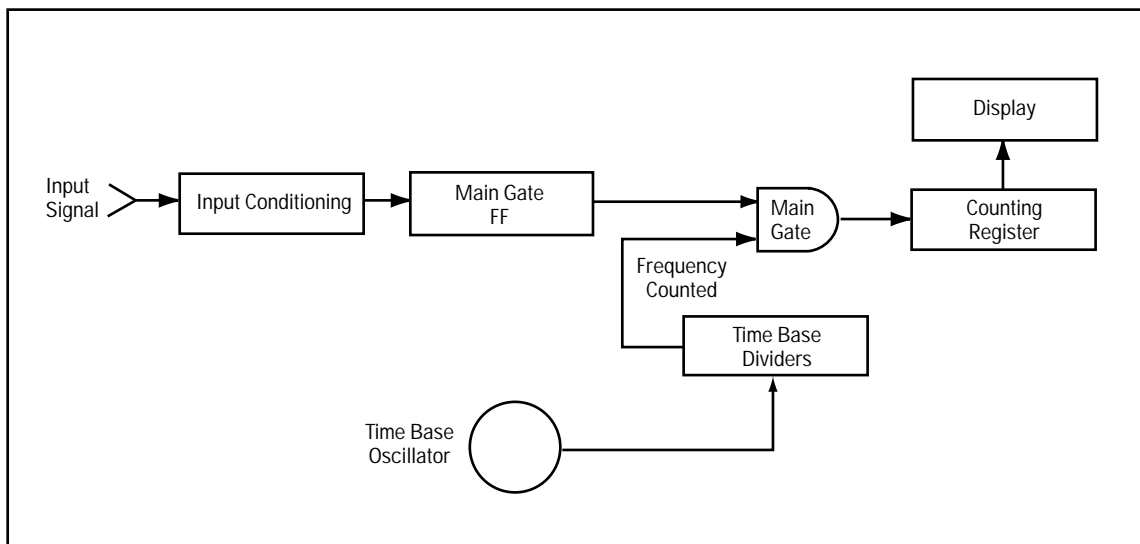 Display
Input
Signal
Input Conditioning
Main Gate
FF
Main
Gate
Counting
Register
Frequency
Counted
Time Base
Dividers
Time Base
Oscillator